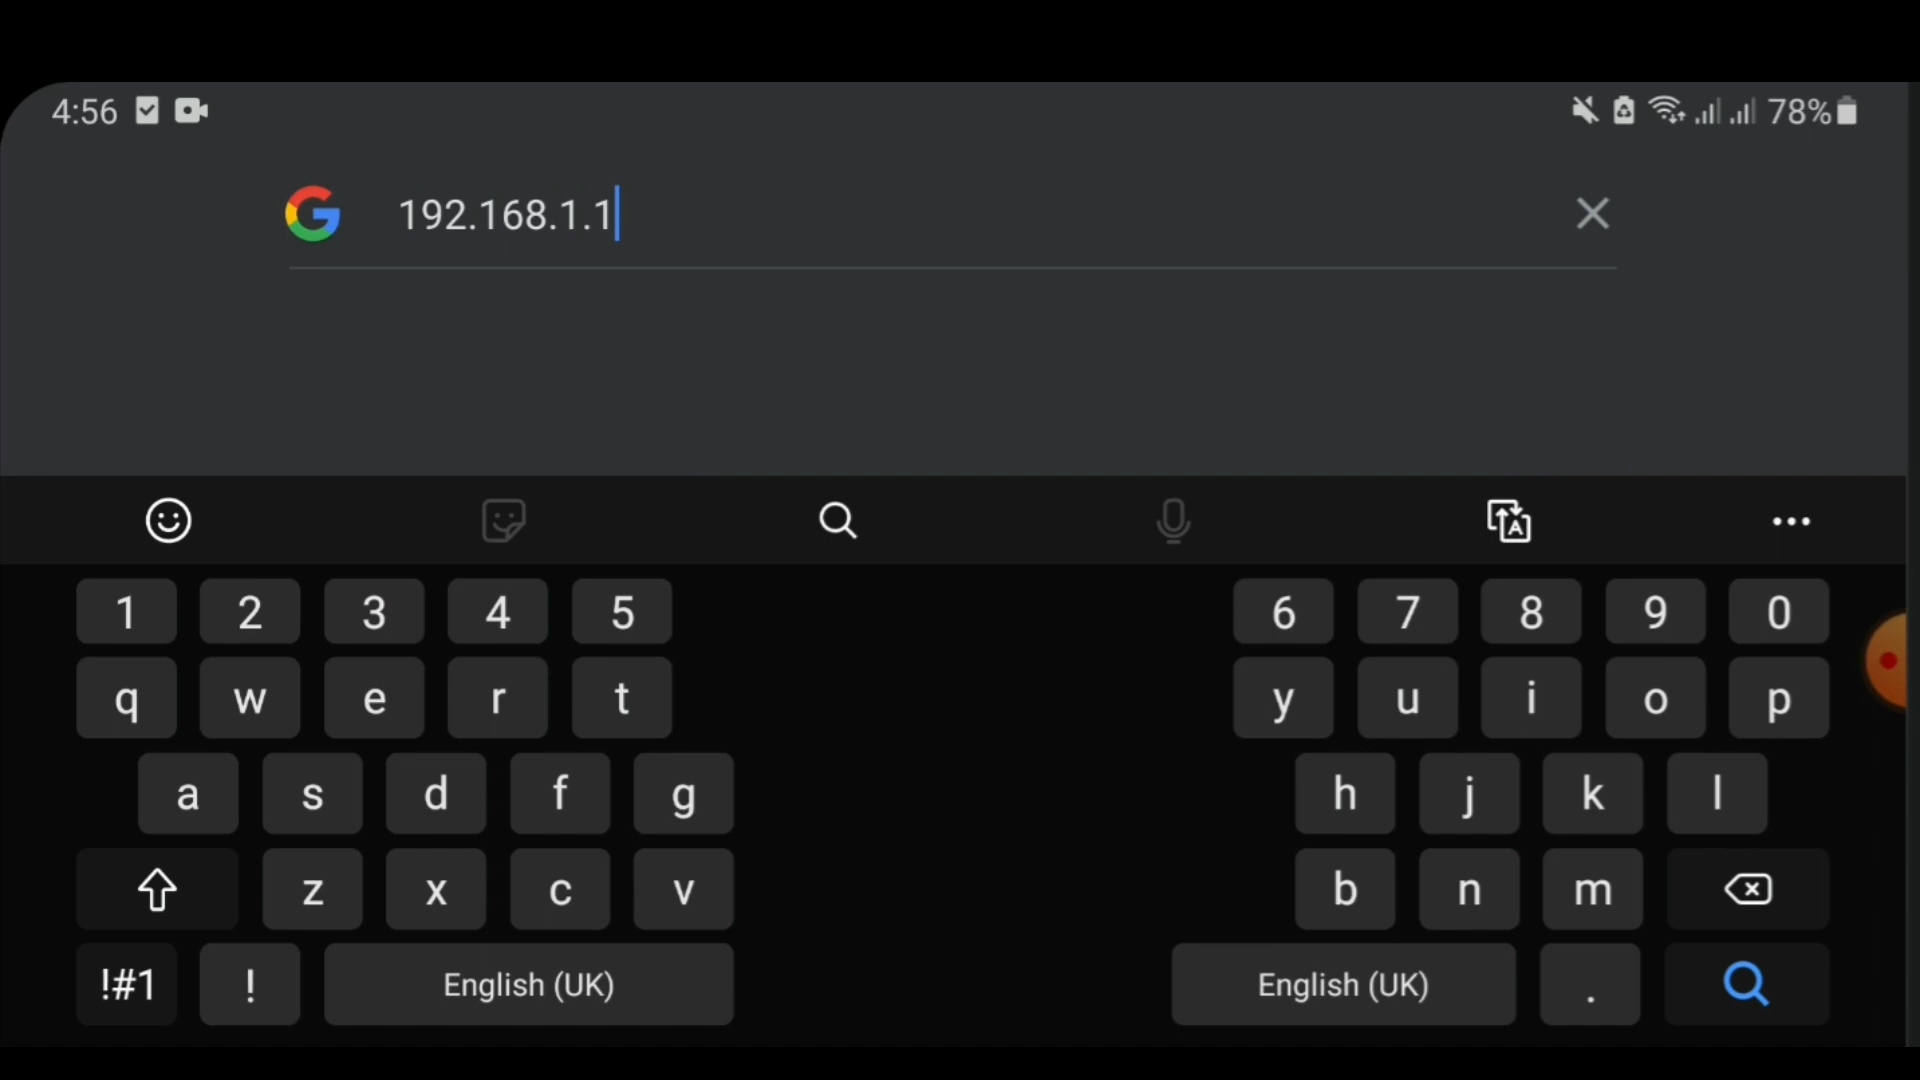 4:56 78%
192.168.1.1
1 2 3 4 5 6 7 8 9 0
q w e r t y u i o p
a s d f g h j k l
z x c v b n m
!#1 ! English (UK) English (UK) .